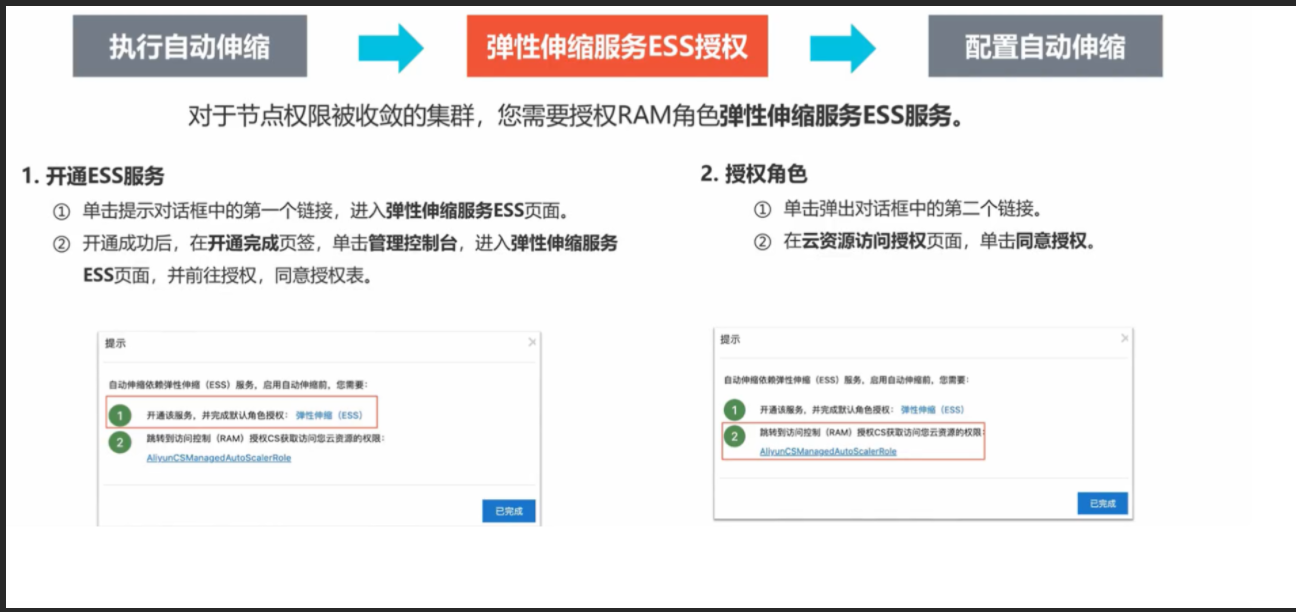 执行自动伸缩
弹性伸缩服务ESS授权
配置自动伸缩
对于节点权限被收敛的集群，您需要授权RAM角色弹性伸缩服务ESS服务。
1. 开通ESS服务
① 单击提示对话框中的第一个链接，进入弹性伸缩服务ESS页面。
② 开通成功后，在开通完成页签，单击管理控制台，进入弹性伸缩服务
ESS页面，并前往授权，同意授权表。
提示
×
自动伸缩依赖弹性伸缩（ESS）服务，启用自动伸缩前，您需要：
1 开通该服务，并完成默认角色授权： 弹性伸缩（ESS）
2 跳转到访问控制（RAM）授权CS获取访问您云资源的权限：
AliyunCSManagedAutoScalerRole
已完成
2. 授权角色
① 单击弹出对话框中的第二个链接。
② 在云资源访问授权页面，单击同意授权。
提示
×
自动伸缩依赖弹性伸缩（ESS）服务，启用自动伸缩前，您需要：
1 开通该服务，并完成默认角色授权： 弹性伸缩（ESS）
2 跳转到访问控制（RAM）授权CS获取访问您云资源的权限：
AliyunCSManagedAutoScalerRole
已完成